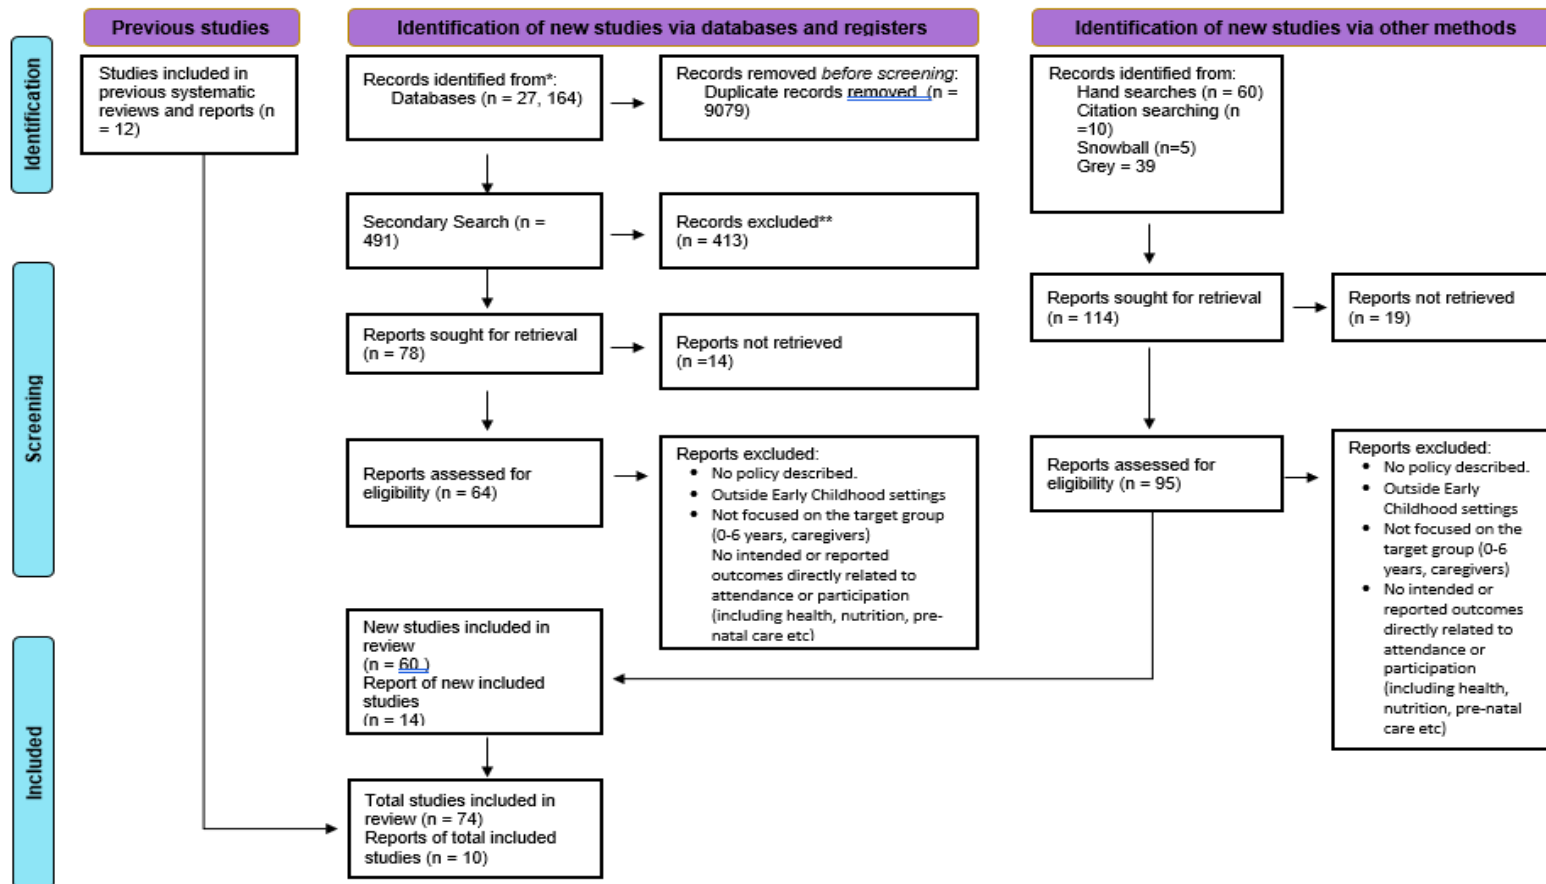 Previous studies
Identification of new studies via databases and registers
Identification of new studies via other methods
Identification
Studies included in
previous systematic
reviews and reports (n
= 12)
Records identified from*:
Databases (n = 27, 164)
Records removed before screening:
Duplicate records removed  (n =
9079)
Records identified from:
Hand searches (n = 60)
Citation searching (n
=10)
Snowball (n=5)
Grey = 39
Secondary Search (n =
491)
Records excluded**
(n = 413)
Screening
Reports sought for retrieval
(n = 78)
Reports not retrieved
(n =14)
Reports sought for retrieval
(n = 114)
Reports not retrieved
(n = 19)
Reports assessed for
eligibility (n = 64)
Reports excluded:
• No policy described.
• Outside Early Childhood settings
• Not focused on the target group
(0-6 years, caregivers)
No intended or reported
outcomes directly related to
attendance or participation
(including health, nutrition, pre-
natal care etc)
Reports assessed for
eligibility (n = 95)
Reports excluded:
• No policy described.
• Outside Early
Childhood settings
• Not focused on the
target group (0-6
years, caregivers)
• No intended or
reported outcomes
directly related to
attendance or
participation
(including health,
nutrition, pre-natal
care etc)
Included
New studies included in
review
(n = 60 )
Report of new included
studies
(n = 14)
Total studies included in
review (n = 74)
Reports of total included
studies (n = 10)